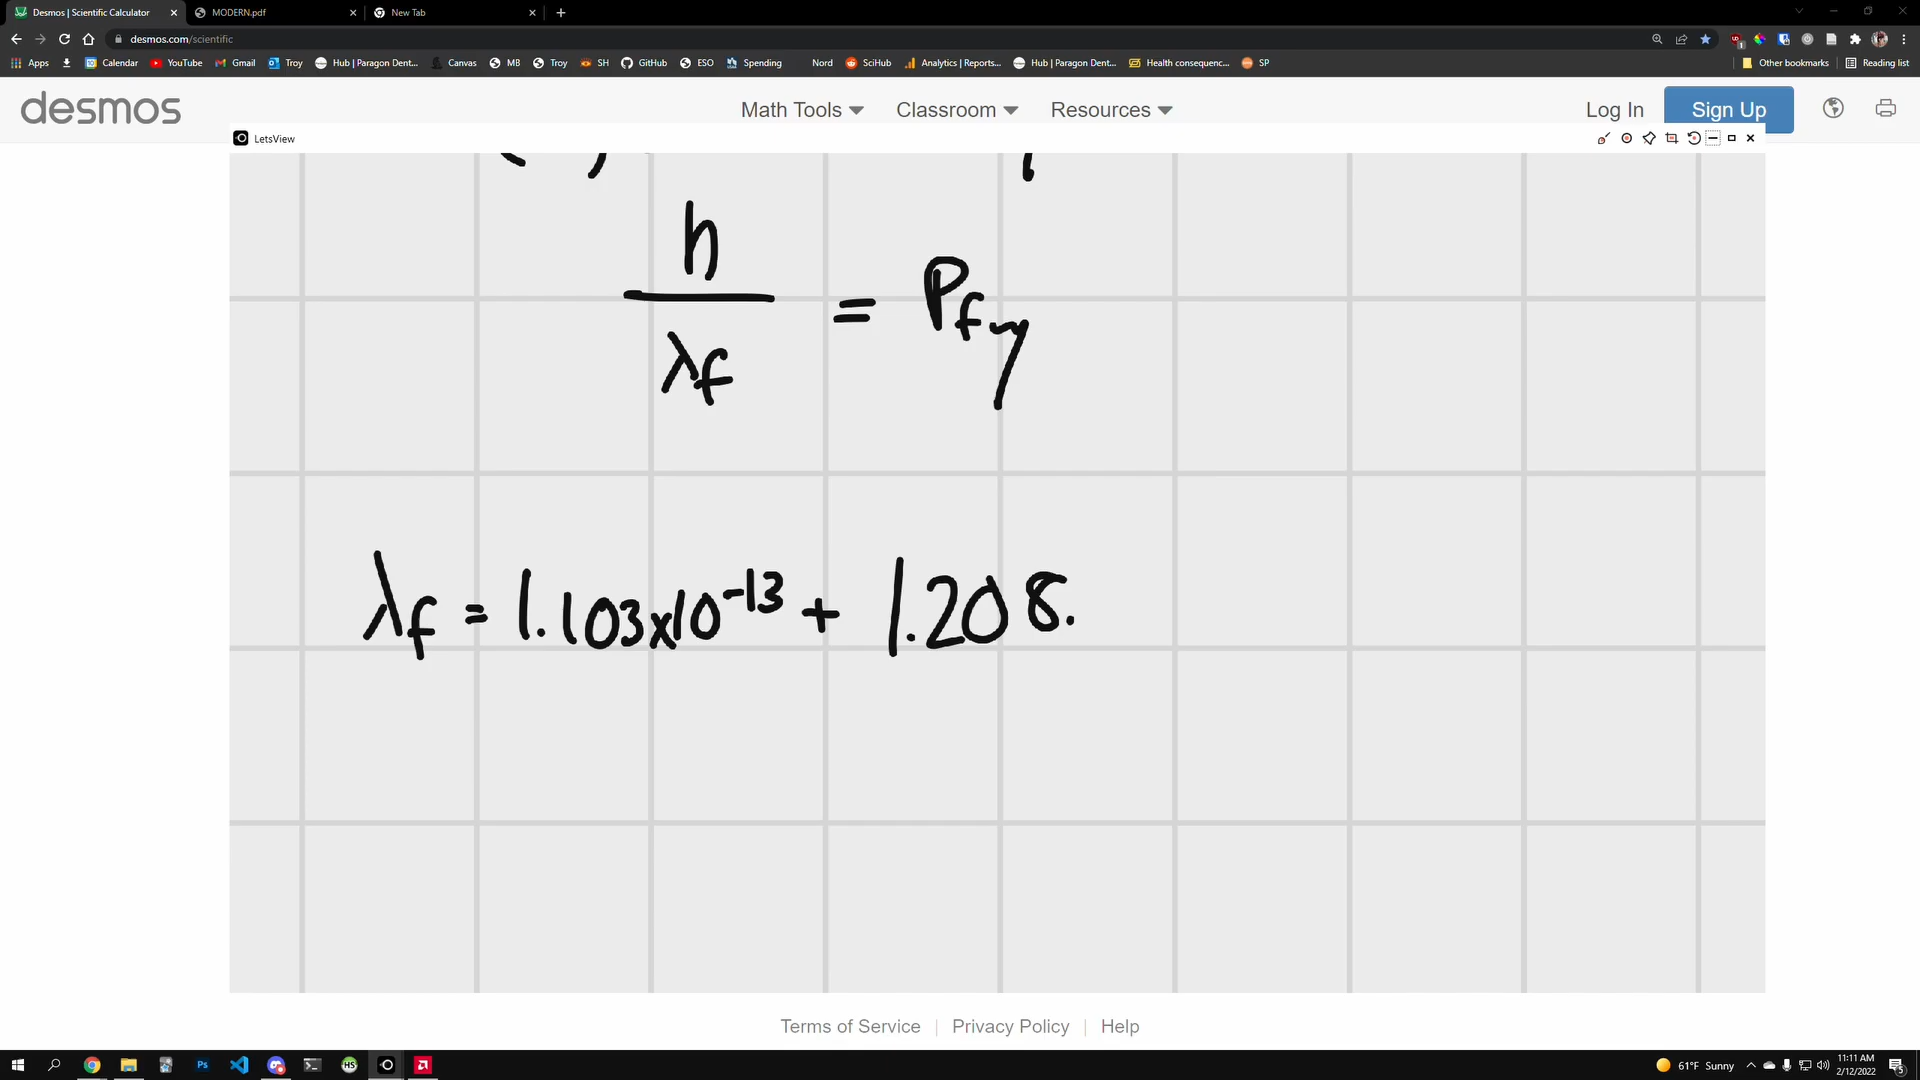 Desmos | Scientific Calculator
MODERN.pdf
New Tab
desmos.com/scientific
Apps
Calendar
YouTube
Gmail
Troy
Hub | Paragon Dent...
Canvas
MB
Troy
SH
GitHub
ESO
Spending
Nord
SciHub
Analytics | Reports...
Hub | Paragon Dent...
Health consequenc...
SP
Other bookmarks
Reading list
desmos
Math Tools
Classroom
Resources
Log In
Sign Up
LetsView
h
—— = Pf
λf
λf = 1.103x10⁻¹³ + 1.208.
Terms of Service | Privacy Policy | Help
61°F Sunny
11:11 AM
2/12/2022